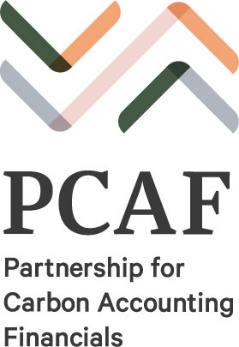 PCAF
Partnership for
Carbon Accounting
Financials